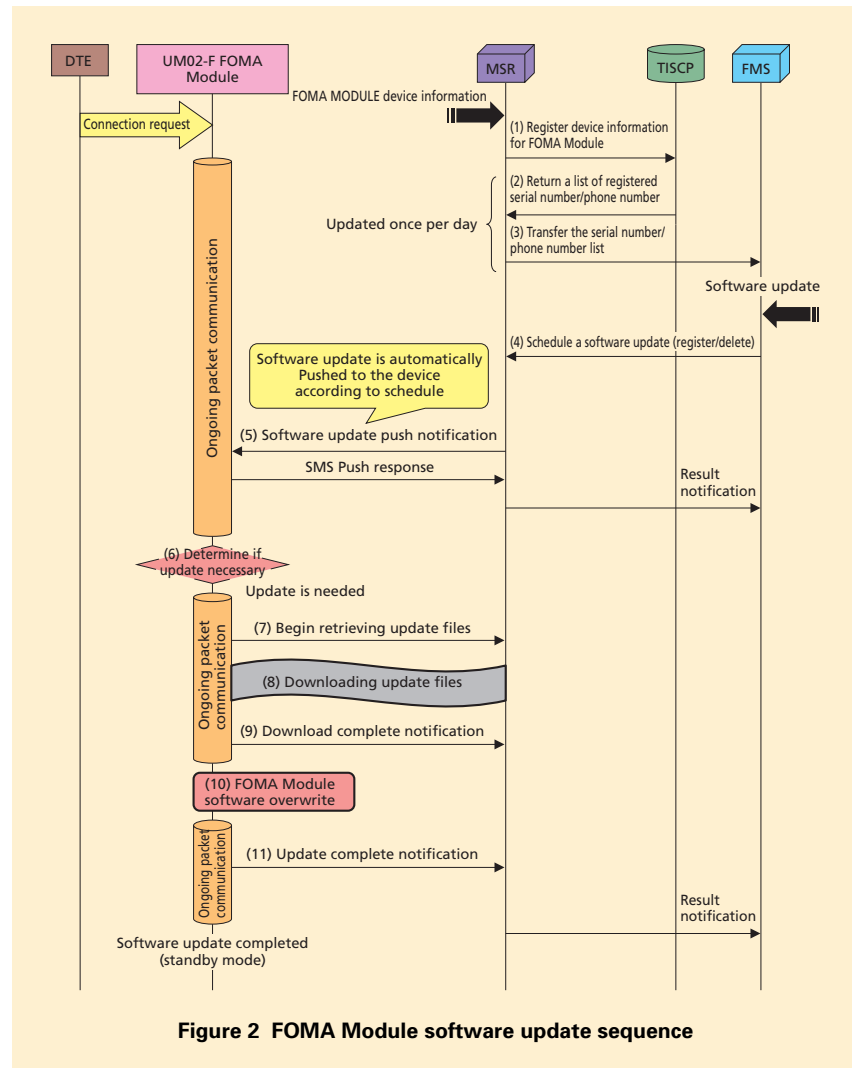 DTE
UM02-F FOMA
Module
MSR
TISCP
FMS
FOMA MODULE device information
Connection request
(1) Register device information
for FOMA Module
(2) Return a list of registered
serial number/phone number
Updated once per day
(3) Transfer the serial number/
phone number list
Ongoing packet communication
Software update
(4) Schedule a software update (register/delete)
Software update is automatically
Pushed to the device
according to schedule
(5) Software update push notification
SMS Push response
Result
notification
(6) Determine if
update necessary
Update is needed
Ongoing packet
communication
(7) Begin retrieving update files
(8) Downloading update files
(9) Download complete notification
(10) FOMA Module
software overwrite
Ongoing packet
communication
(11) Update complete notification
Result
notification
Software update completed
(standby mode)
Figure 2 FOMA Module software update sequence